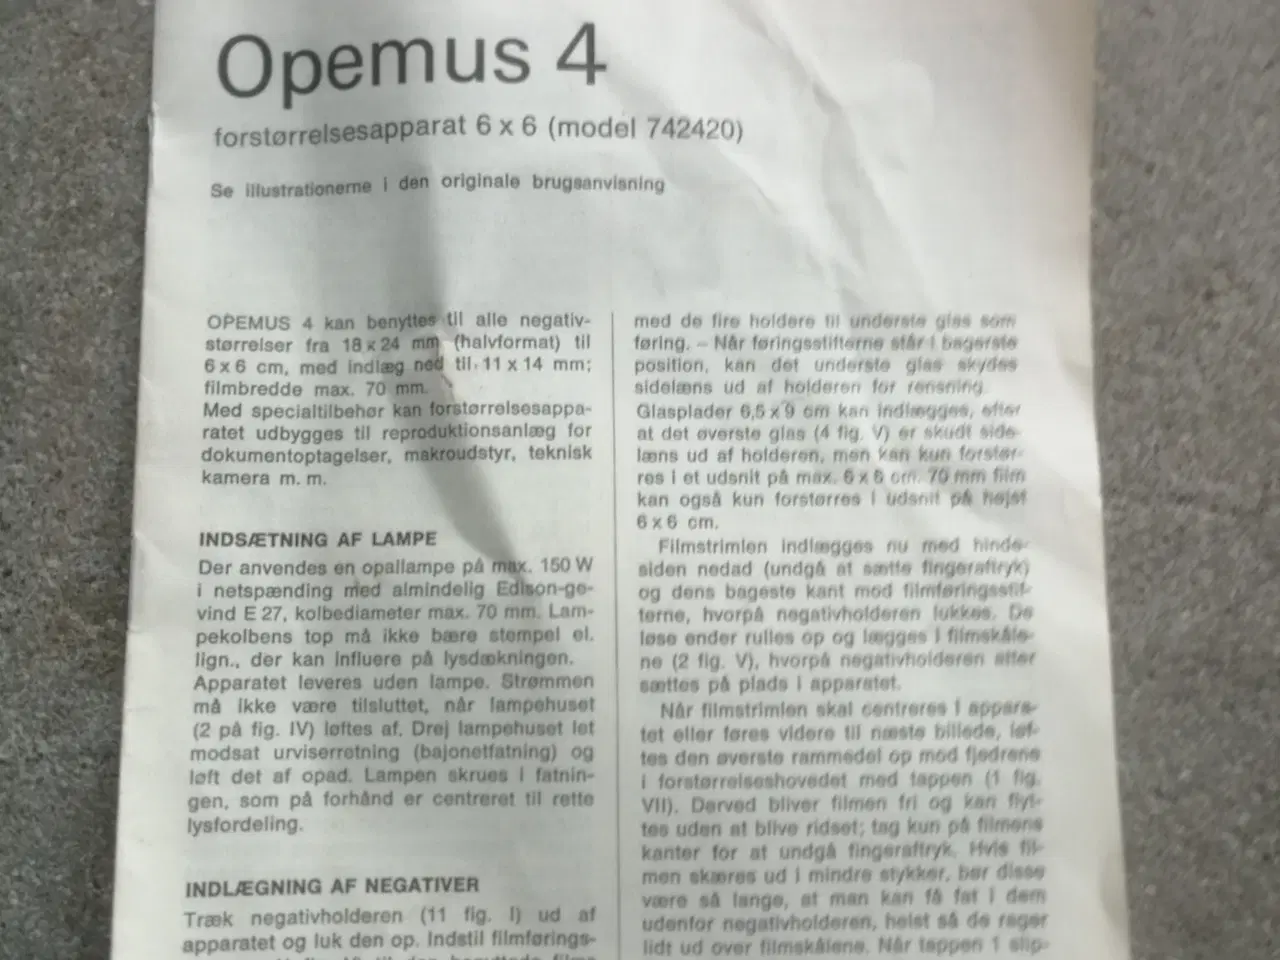 Opemus 4
forstørrelsesapparat 6 x 6 (model 742420)
Se illustrationerne i den originale brugsanvisning
OPEMUS 4 kan benyttes til alle negativ-
størrelser fra 18 x 24 mm (halvformat) til
6 x 6 cm, med indlæg ned til 11 x 14 mm;
filmbredde max. 70 mm.
Med specialtilbehør kan forstørrelsesappa-
ratet udbygges til reproduktionsanlæg for
dokumentoptagelser, makroudstyr, teknisk
kamera m. m.
INDSÆTNING AF LAMPE
Der anvendes en opallampe på max. 150 W
i netspænding med almindelig Edison-ge-
vind E 27, kolbediameter max. 70 mm. Lam-
pekolbens top må ikke bære stempel el.
lign., der kan influere på lysdækningen.
Apparatet leveres uden lampe. Strømmen
må ikke være tilsluttet, når lampehuset
(2 på fig. IV) løftes af. Drej lampehuset let
modsat urviserretning (bajonetfatning) og
løft det af opad. Lampen skrues i fatnin-
gen, som på forhånd er centreret til rette
lysfordeling.
INDLÆGNING AF NEGATIVER
Træk negativholderen (11 fig. I) ud af
apparatet og luk den op. Indstil filmførings-
med de fire holdere til underste glas som
føring. – Når føringsstifterne står i bagerste
position, kan det underste glas skydes
sidelæns ud af holderen for rensning.
Glasplader 6,5 x 9 cm kan indlægges, efter
at det øverste glas (4 fig. V) er skudt side-
læns ud af holderen, men kan kun forstør-
res i et udsnit på max. 6 x 6 cm. 70 mm film
kan også kun forstørres i udsnit på højst
6 x 6 cm.
Filmstrimlen indlægges nu med hinde-
siden nedad (undgå at sætte fingeraftryk)
og dens bageste kant mod filmføringsstif-
terne, hvorpå negativholderen lukkes. De
løse ender rulles op og lægges i filmskåle-
ne (2 fig. V), hvorpå negativholderen atter
sættes på plads i apparatet.
Når filmstrimlen skal centreres i appara-
tet eller føres videre til næste billede, løf-
tes den øverste rammedel op mod fjedrene
i forstørrelseshovedet med tappen (1 fig.
VII). Derved bliver filmen fri og kan flyt-
tes uden at blive ridset; tag kun på filmens
kanter for at undgå fingeraftryk. Hvis fil-
men skæres ud i mindre stykker, bør disse
være så lange, at man kan få fat i dem
udenfor negativholderen, helst så de rager
lidt ud over filmskålene. Når tappen 1 slip-